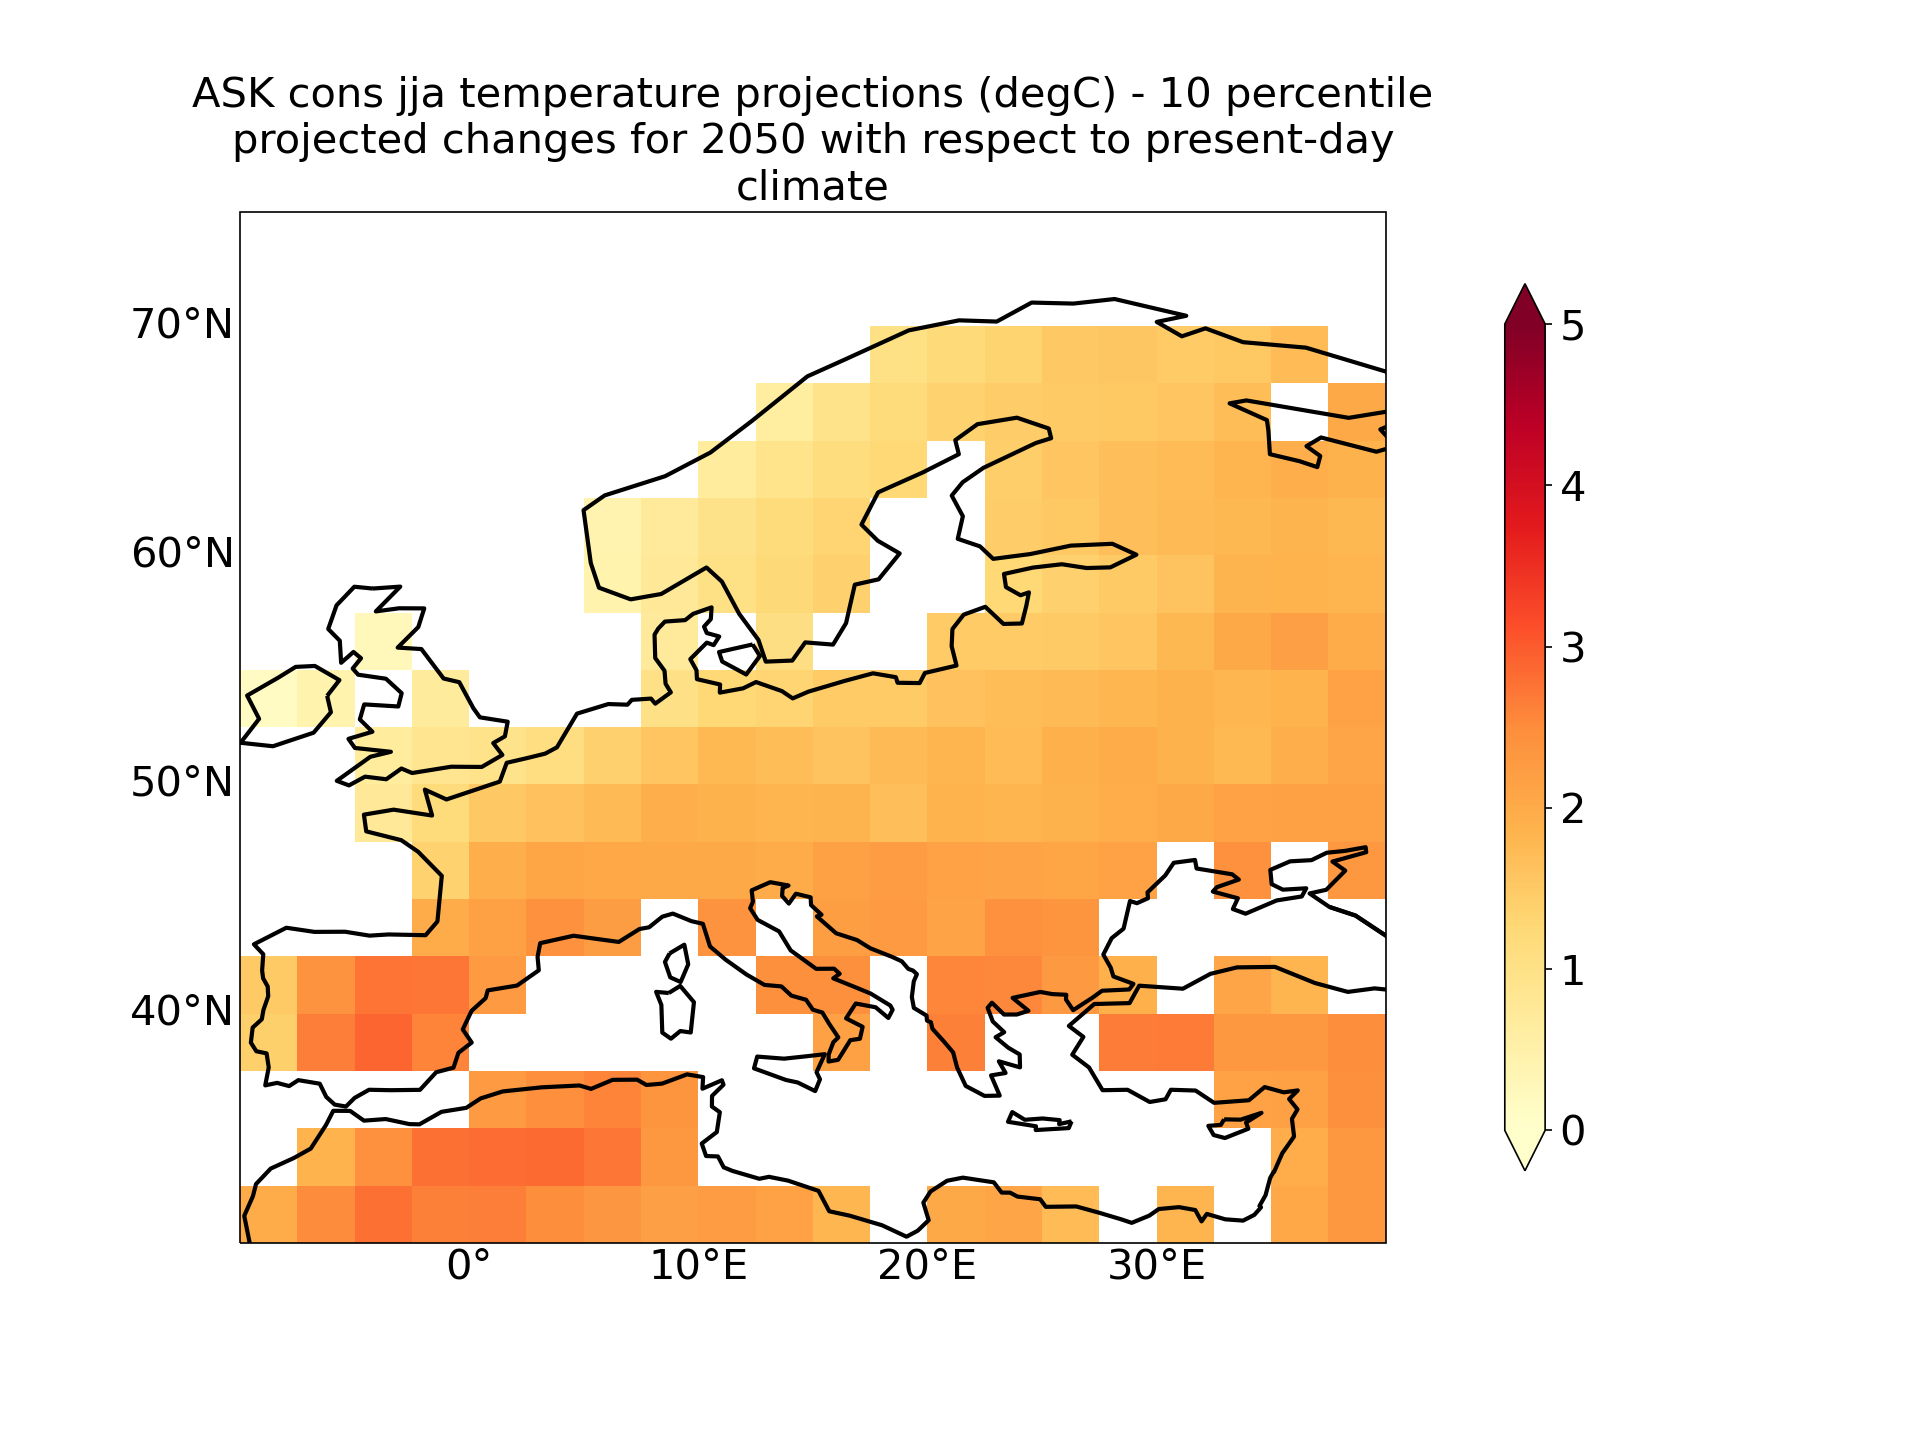 ASK cons jja temperature projections (degC) - 10 percentile
projected changes for 2050 with respect to present-day
climate
70°N
60°N
50°N
40°N
0°
10°E
20°E
30°E
5
4
3
2
1
0